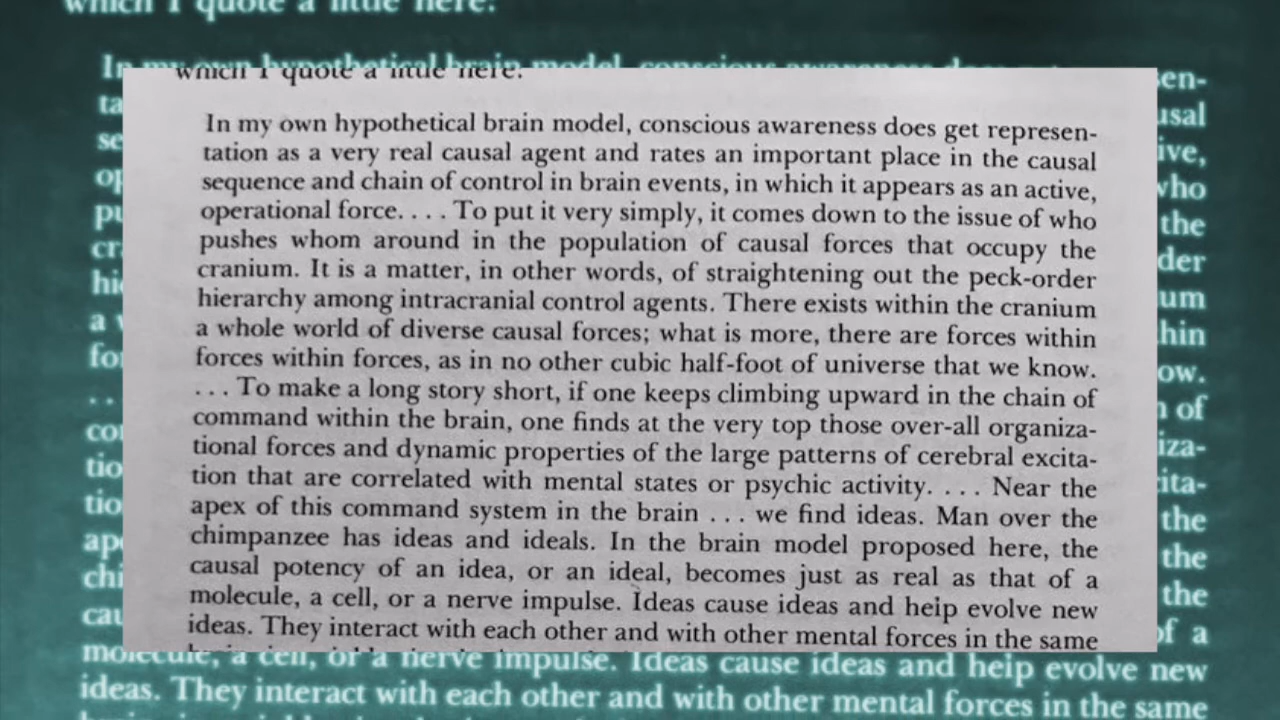 which I quote a little here:
In my own hypothetical brain model, conscious awareness does get represen-
tation as a very real causal agent and rates an important place in the causal
sequence and chain of control in brain events, in which it appears as an active,
operational force. . . . To put it very simply, it comes down to the issue of who
pushes whom around in the population of causal forces that occupy the
cranium. It is a matter, in other words, of straightening out the peck-order
hierarchy among intracranial control agents. There exists within the cranium
a whole world of diverse causal forces; what is more, there are forces within
forces within forces, as in no other cubic half-foot of universe that we know.
. . . To make a long story short, if one keeps climbing upward in the chain of
command within the brain, one finds at the very top those over-all organiza-
tional forces and dynamic properties of the large patterns of cerebral excita-
tion that are correlated with mental states or psychic activity. . . . Near the
apex of this command system in the brain . . . we find ideas. Man over the
chimpanzee has ideas and ideals. In the brain model proposed here, the
causal potency of an idea, or an ideal, becomes just as real as that of a
molecule, a cell, or a nerve impulse. Ideas cause ideas and help evolve new
ideas. They interact with each other and with other mental forces in the same